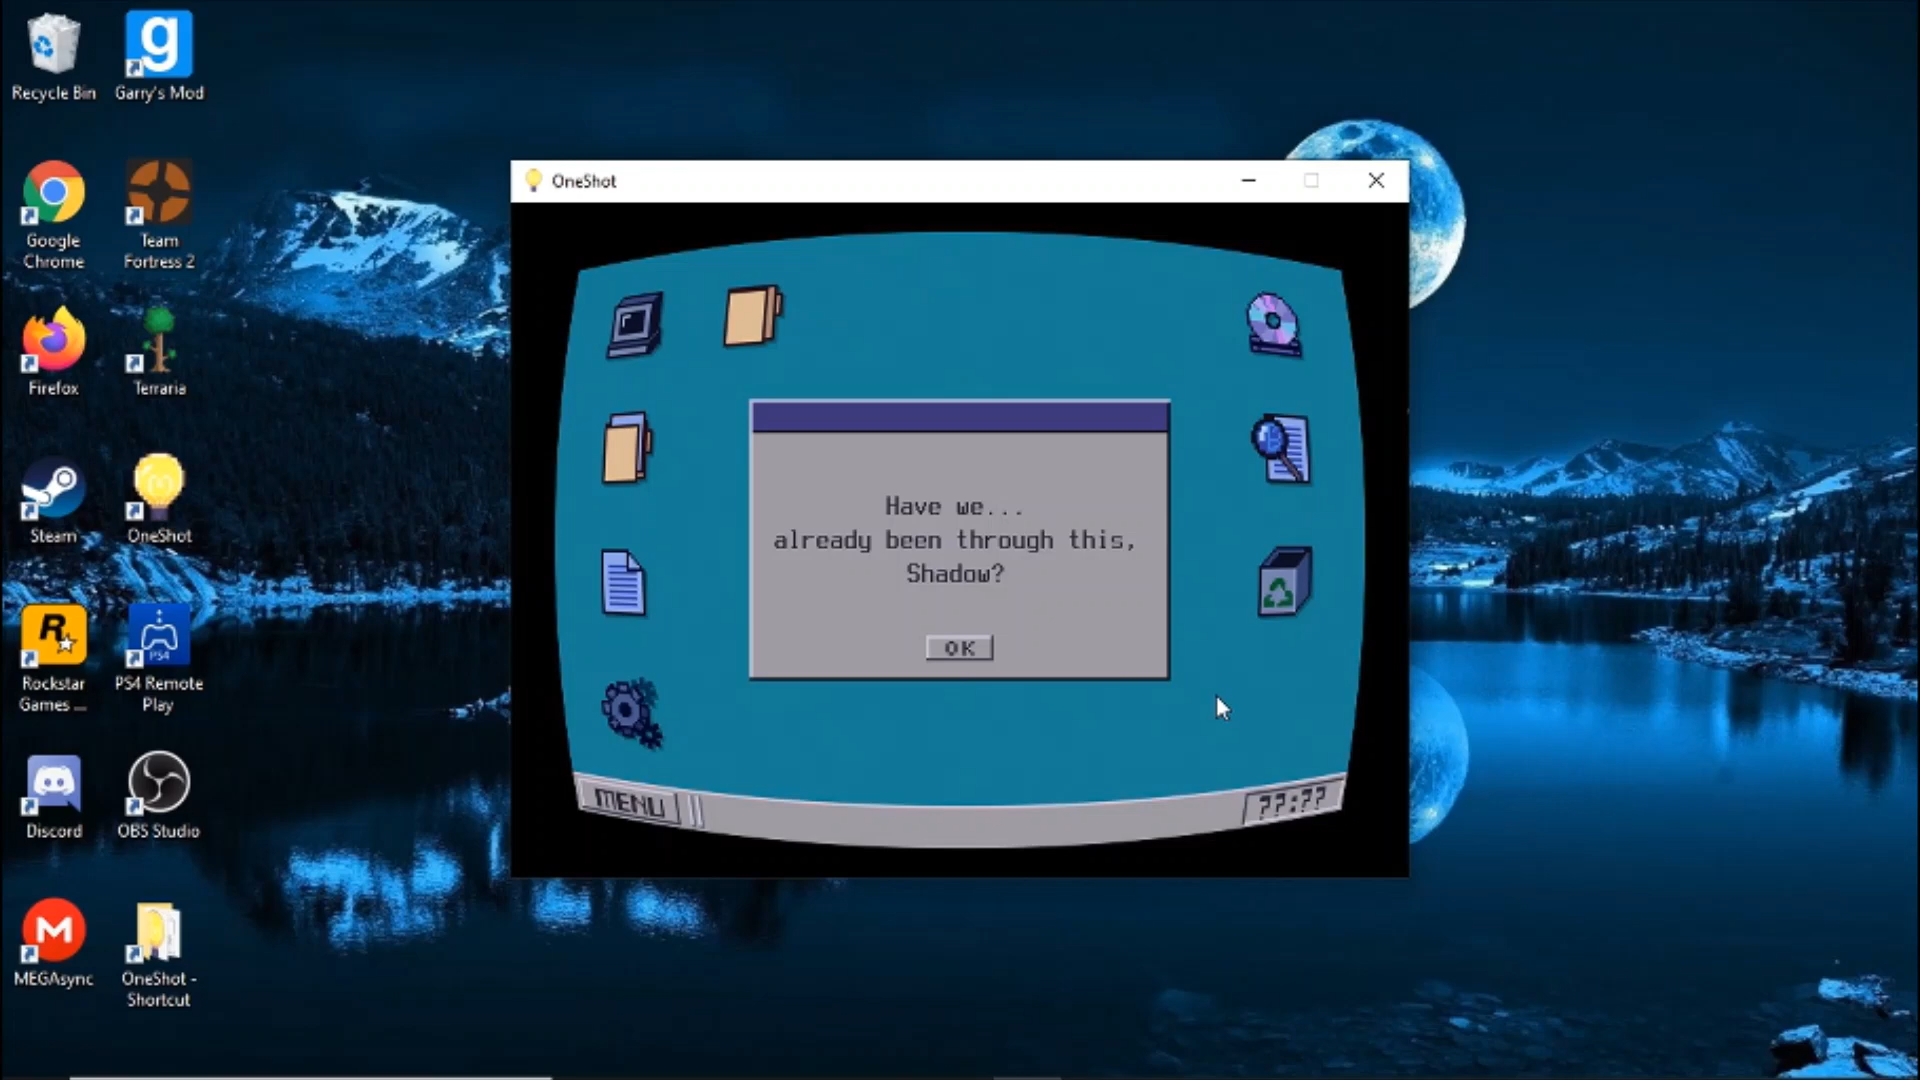 Recycle Bin
Garry's Mod
Google
Chrome
Team
Fortress 2
Firefox
Terraria
Steam
OneShot
Rockstar
Games ...
PS4 Remote
Play
Discord
OBS Studio
MEGAsync
OneShot -
Shortcut
OneShot
Have we...
already been through this,
Shadow?
OK
MENU
??:??